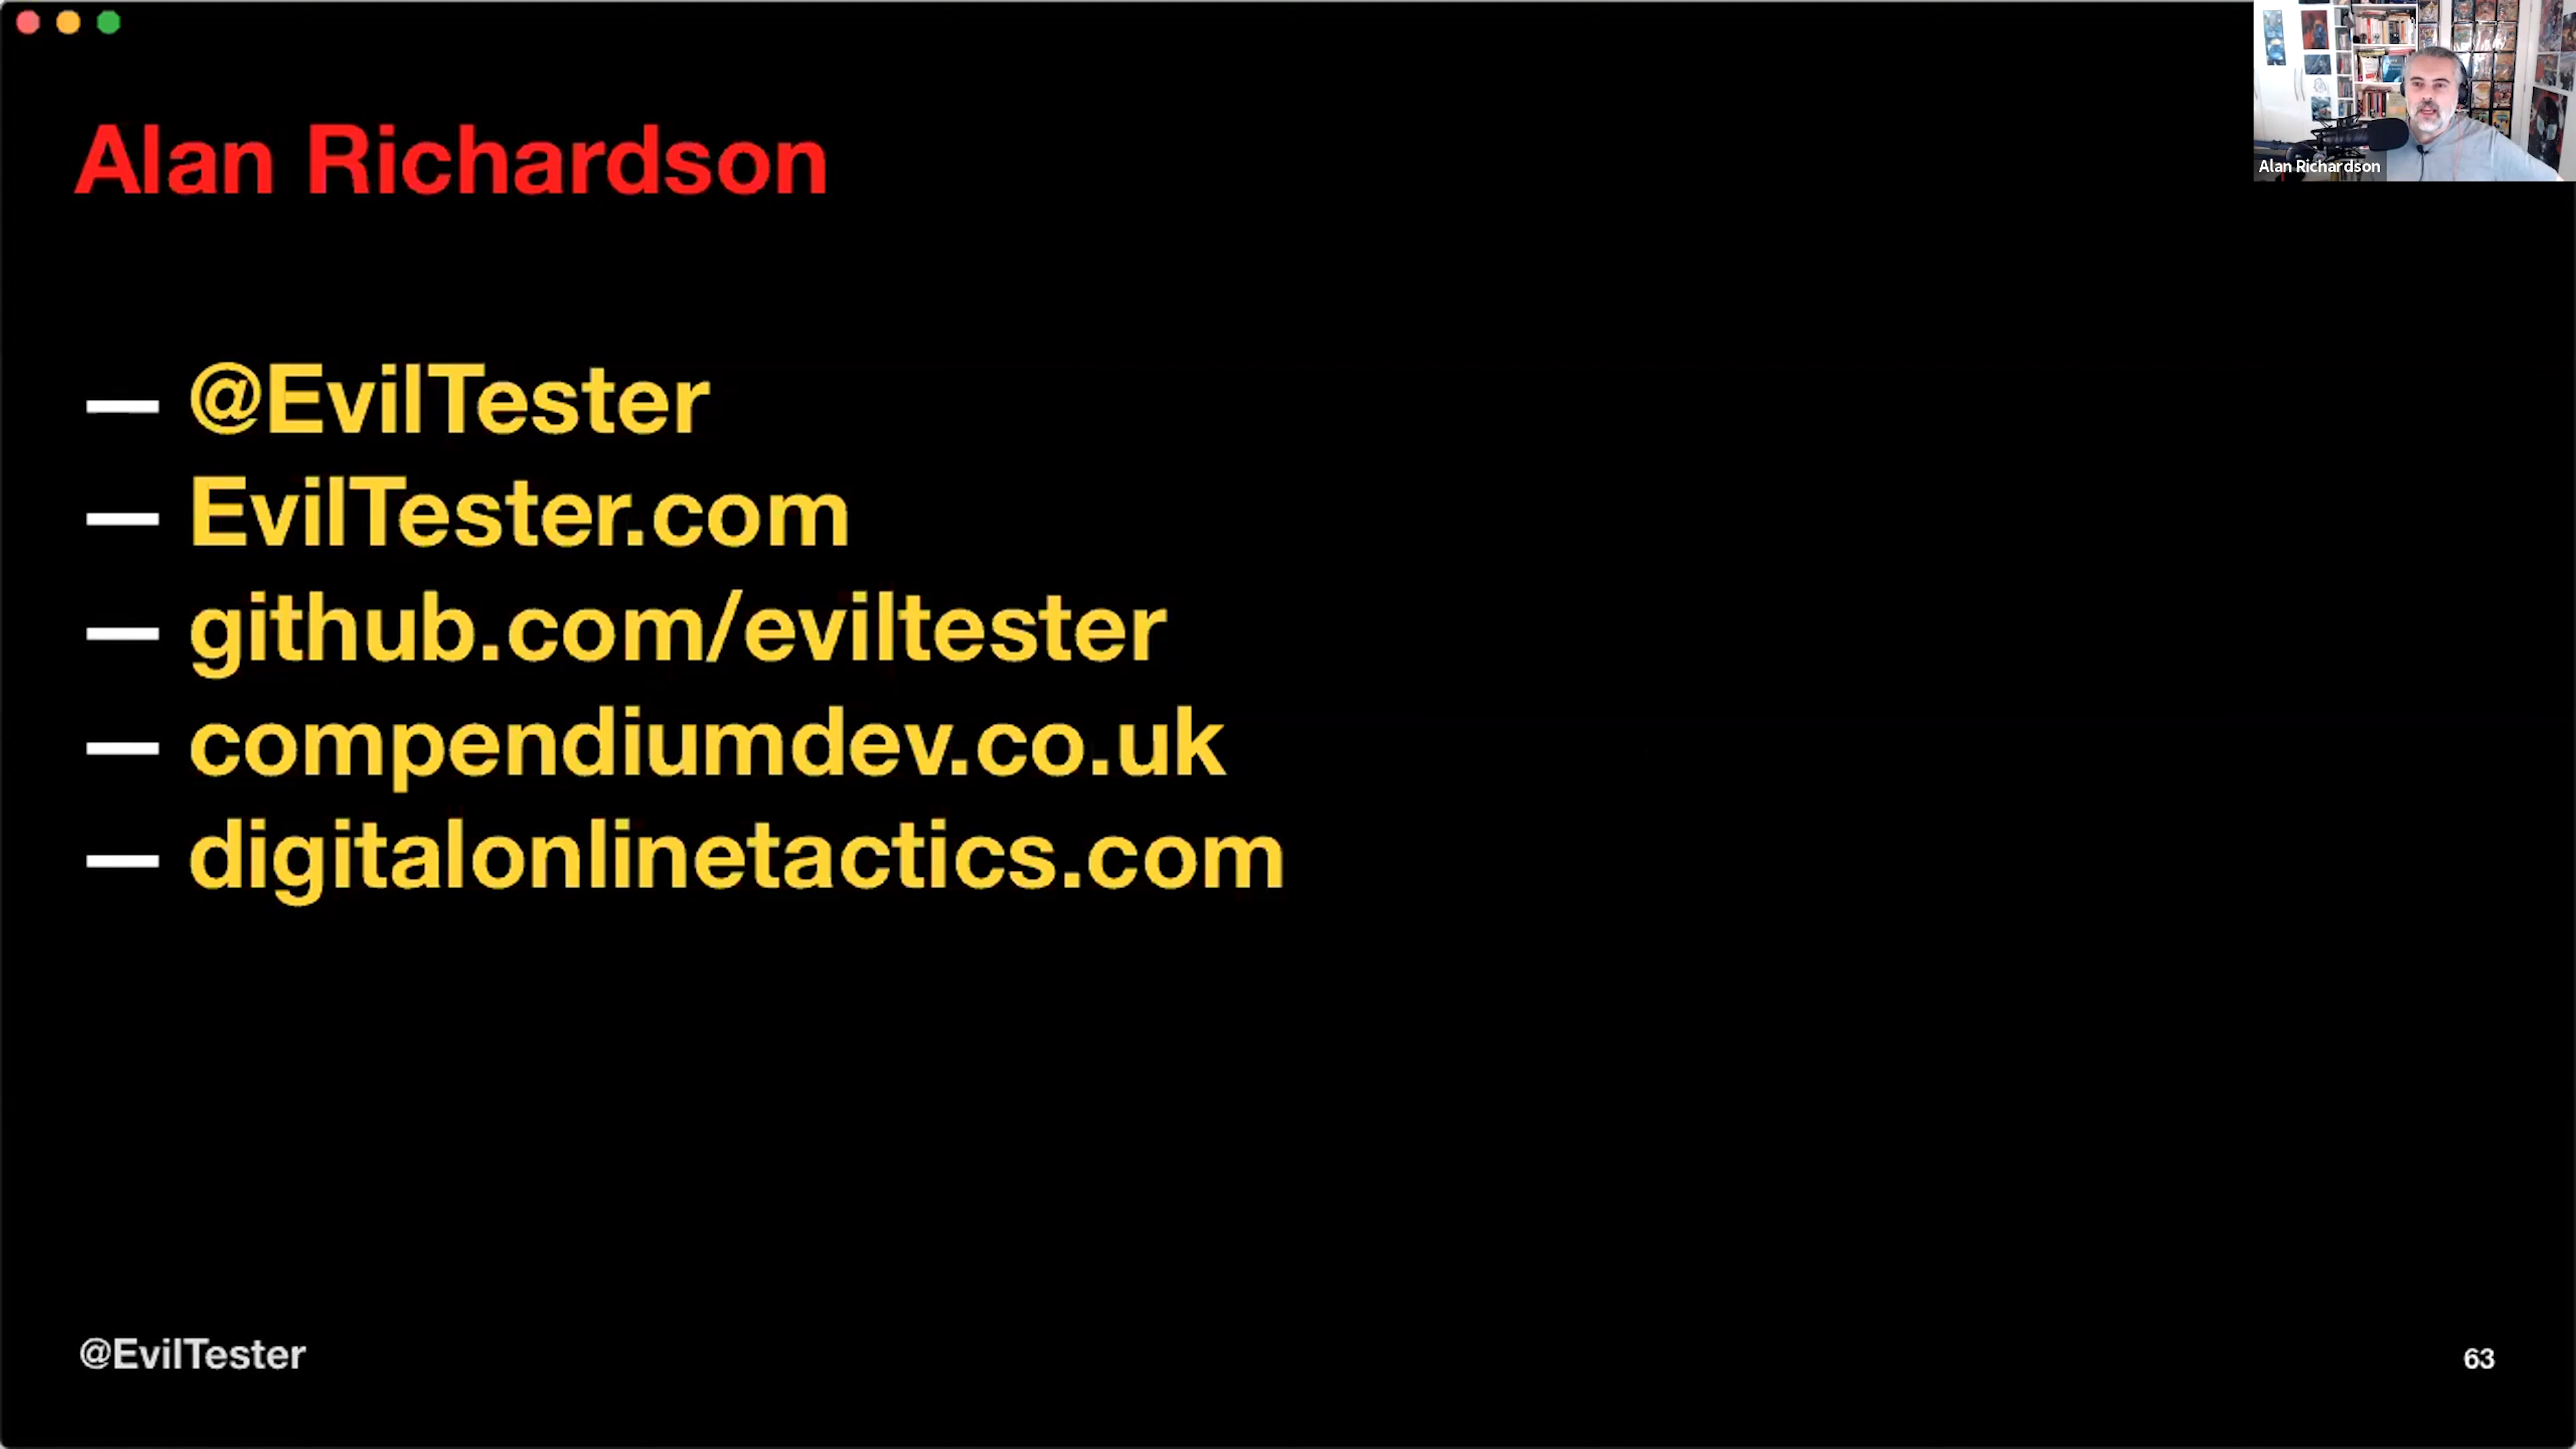 Alan Richardson
Alan Richardson
— @EvilTester
— EvilTester.com
— github.com/eviltester
— compendiumdev.co.uk
— digitalonlinetactics.com
@EvilTester
63